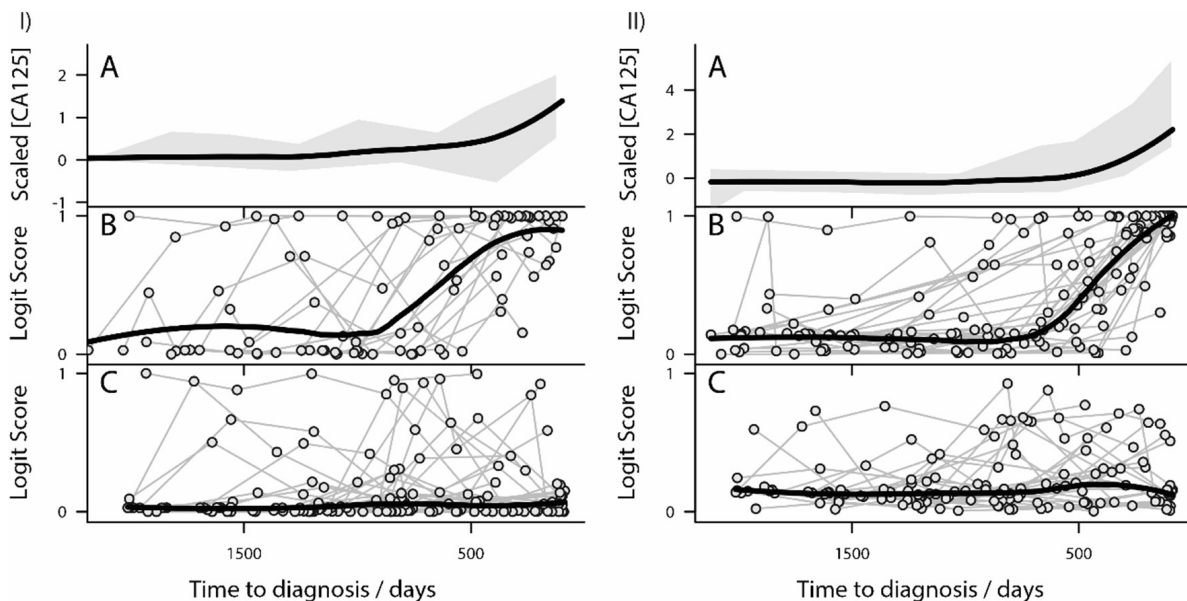 I)
Scaled [CA125]
A
2
1
0
-1
Logit Score
B
1
0
Logit Score
C
1
0
1500
500
Time to diagnosis / days
II)
Scaled [CA125]
A
4
2
0
Logit Score
B
1
0
Logit Score
C
1
0
1500
500
Time to diagnosis / days